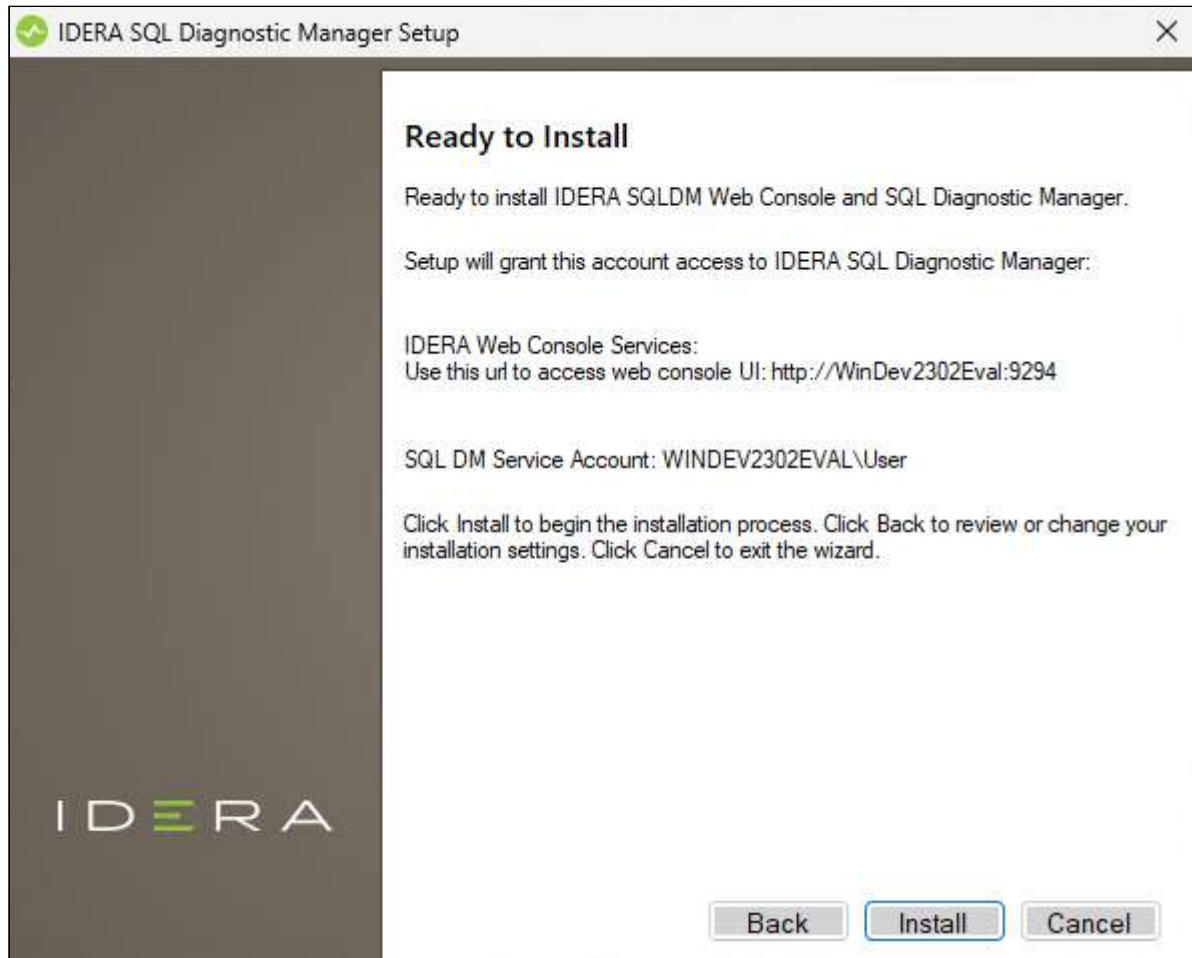 IDERA SQL Diagnostic Manager Setup
Ready to Install
Ready to install IDERA SQLDM Web Console and SQL Diagnostic Manager.
Setup will grant this account access to IDERA SQL Diagnostic Manager:
IDERA Web Console Services:
Use this url to access web console UI: http://WinDev2302Eval:9294
SQL DM Service Account: WINDEV2302EVAL\User
Click Install to begin the installation process. Click Back to review or change your
installation settings. Click Cancel to exit the wizard.
IDERA
Back Install Cancel